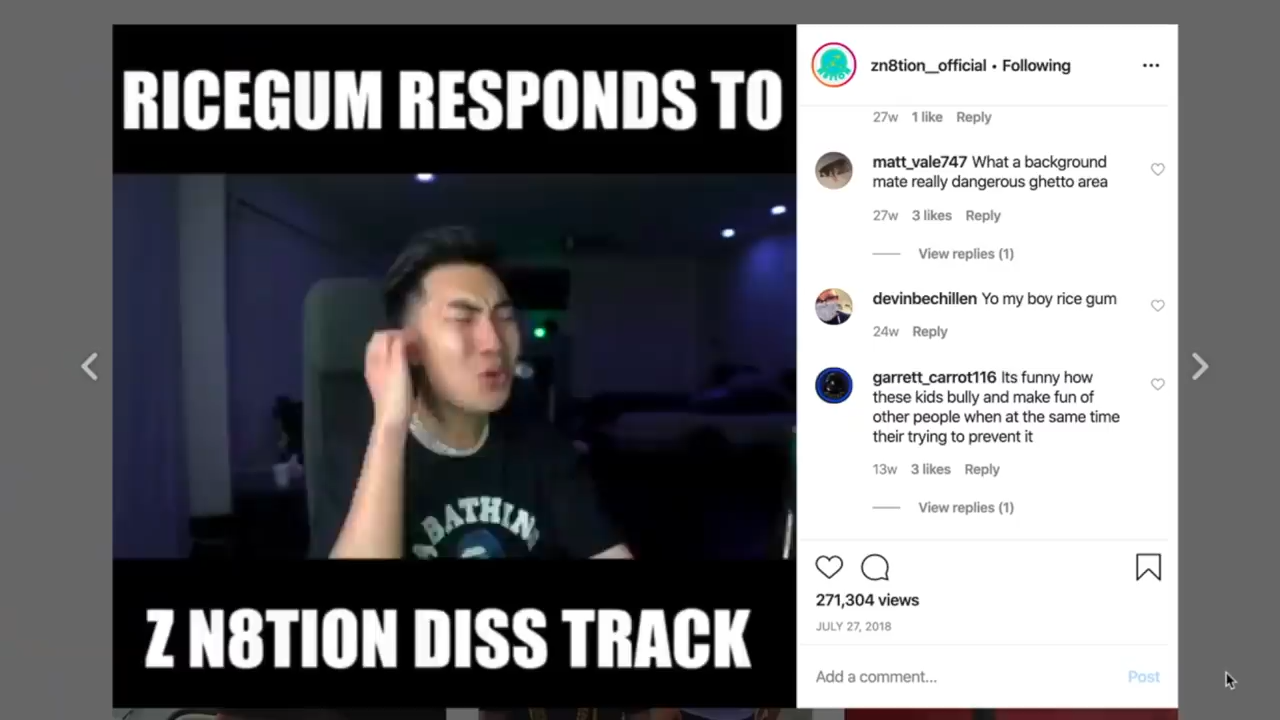 RICEGUM RESPONDS TO
BATHIN
Z N8TION DISS TRACK
zn8tion__official • Following
27w 1 like Reply
matt_vale747 What a background
mate really dangerous ghetto area
27w 3 likes Reply
View replies (1)
devinbechillen Yo my boy rice gum
24w Reply
garrett_carrot116 Its funny how
these kids bully and make fun of
other people when at the same time
their trying to prevent it
13w 3 likes Reply
View replies (1)
271,304 views
JULY 27, 2018
Add a comment... Post